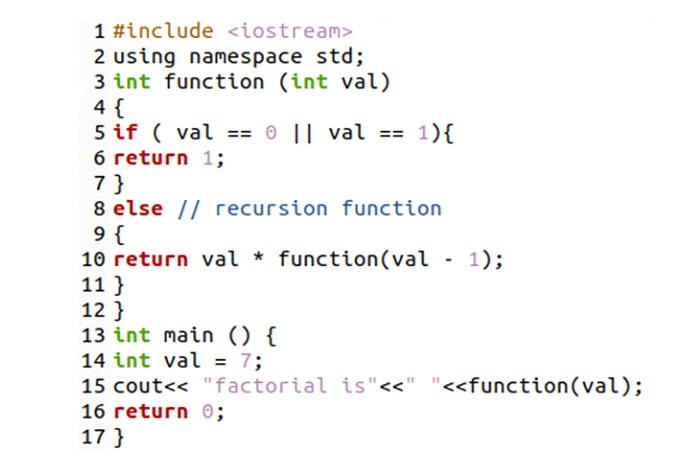 1 #include <iostream>
2 using namespace std;
3 int function (int val)
4 {
5 if ( val == 0 || val == 1){
6 return 1;
7 }
8 else // recursion function
9 {
10 return val * function(val - 1);
11 }
12 }
13 int main () {
14 int val = 7;
15 cout<< "factorial is"<<" "<<function(val);
16 return 0;
17 }